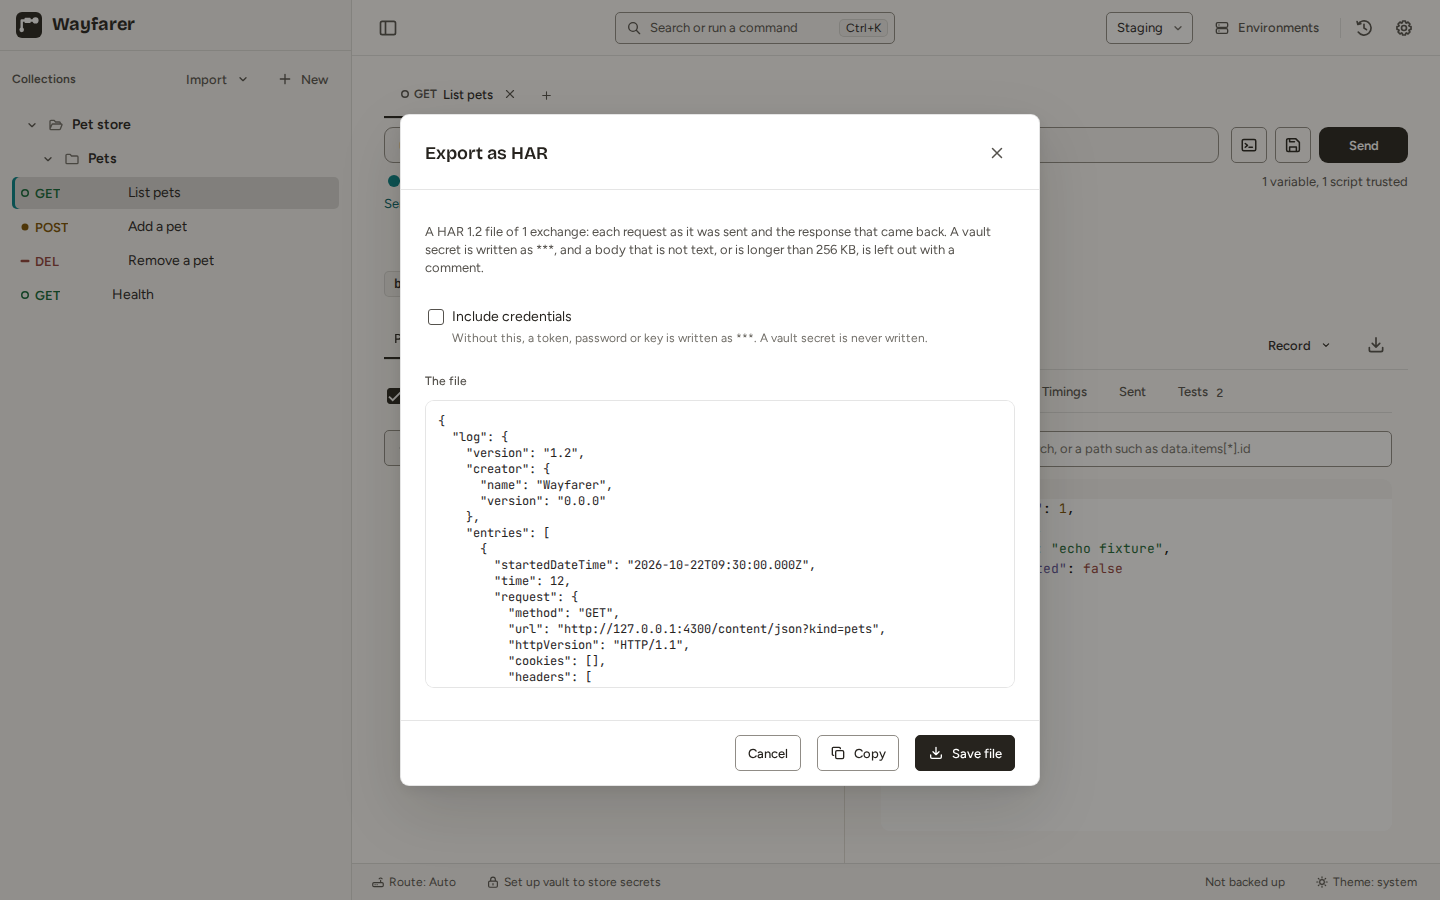 Wayfarer
Search or run a command Ctrl+K
Staging
Environments
Collections
Import
New
GET List pets
Pet store
Pets
GET List pets
POST Add a pet
DEL Remove a pet
GET Health
Send
1 variable, 1 script trusted
Export as HAR
A HAR 1.2 file of 1 exchange: each request as it was sent and the response that came back. A vault
secret is written as ***, and a body that is not text, or is longer than 256 KB, is left out with a
comment.
Include credentials
Without this, a token, password or key is written as ***. A vault secret is never written.
The file
{
"log": {
"version": "1.2",
"creator": {
"name": "Wayfarer",
"version": "0.0.0"
},
"entries": [
{
"startedDateTime": "2026-10-22T09:30:00.000Z",
"time": 12,
"request": {
"method": "GET",
"url": "http://127.0.0.1:4300/content/json?kind=pets",
"httpVersion": "HTTP/1.1",
"cookies": [],
"headers": [
Cancel
Copy
Save file
Record
Timings
Sent
Tests 2
or a path such as data.items[*].id
": 1,
"echo fixture",
": false
Route: Auto
Set up vault to store secrets
Not backed up
Theme: system